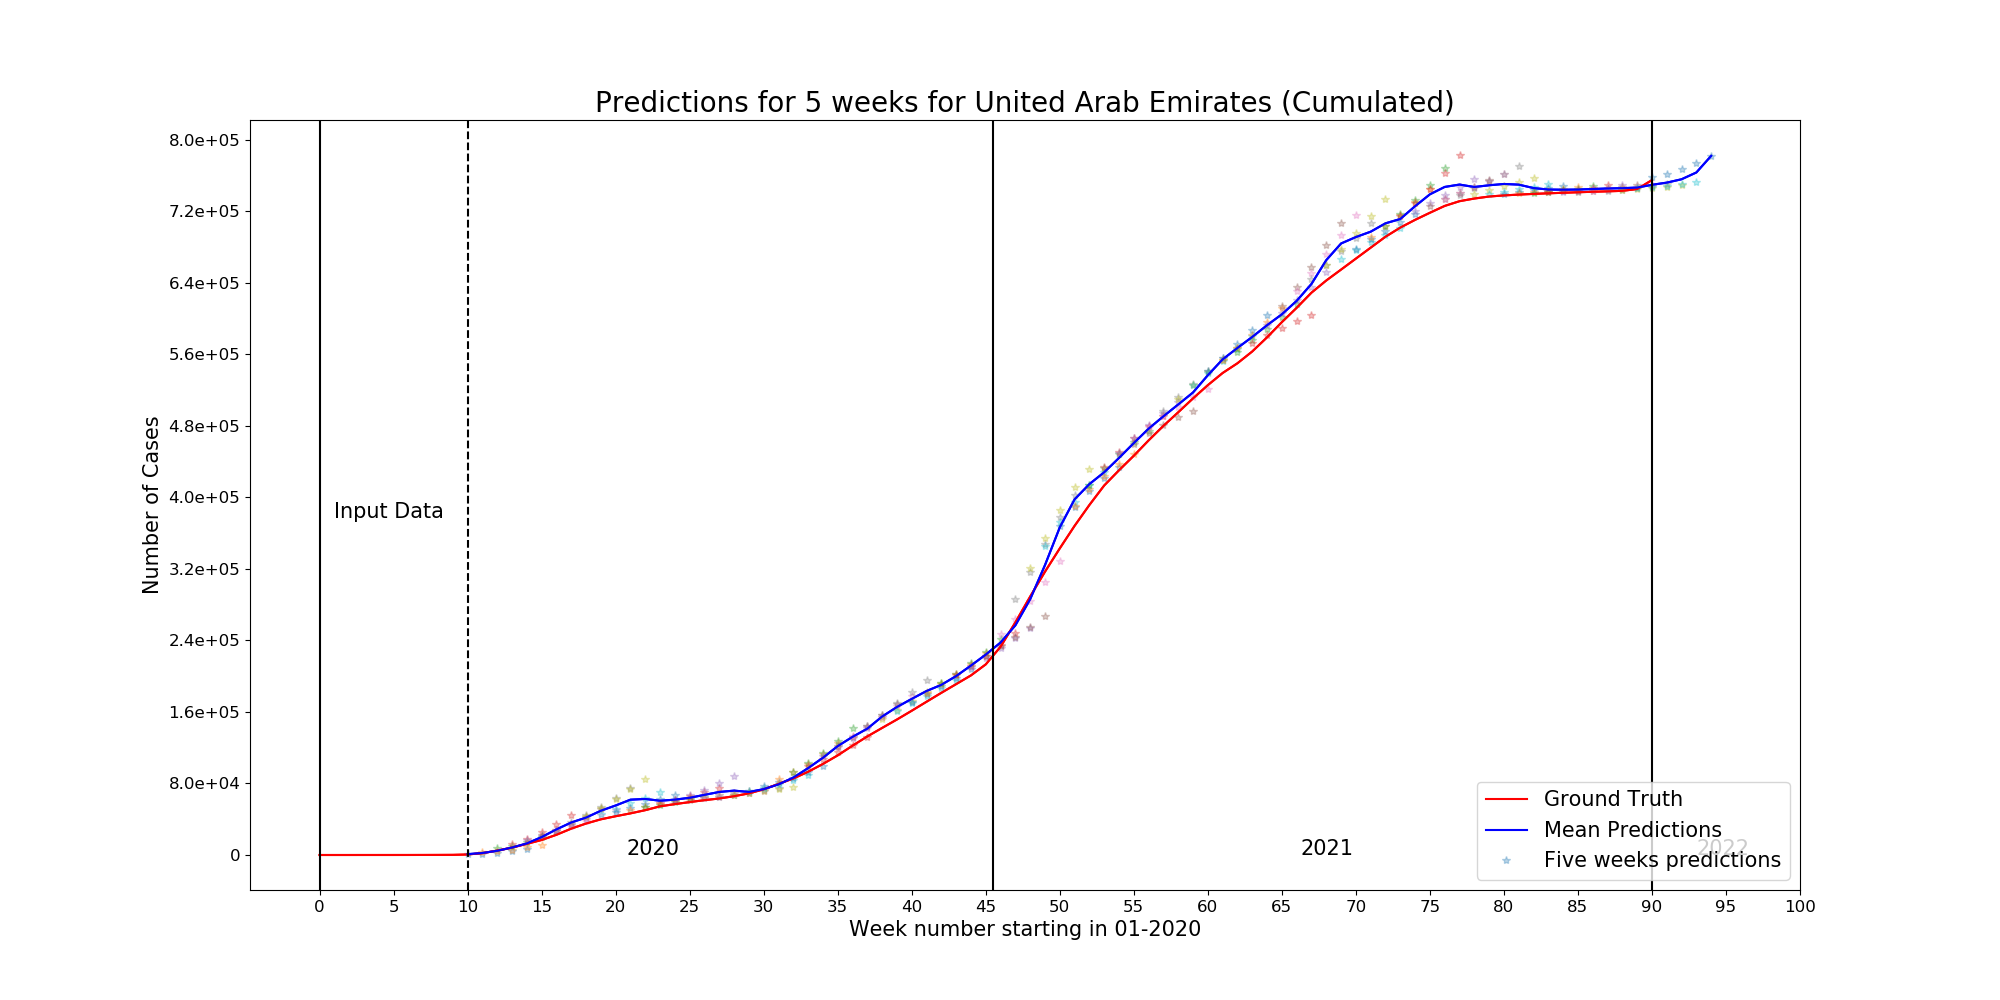 Predictions for 5 weeks for United Arab Emirates (Cumulated)
8.0e+05
7.2e+05
6.4e+05
5.6e+05
4.8e+05
4.0e+05
3.2e+05
2.4e+05
1.6e+05
8.0e+04
0
Number of Cases
Input Data
2020
2021
2022
Ground Truth
Mean Predictions
Five weeks predictions
0 5 10 15 20 25 30 35 40 45 50 55 60 65 70 75 80 85 90 95 100
Week number starting in 01-2020